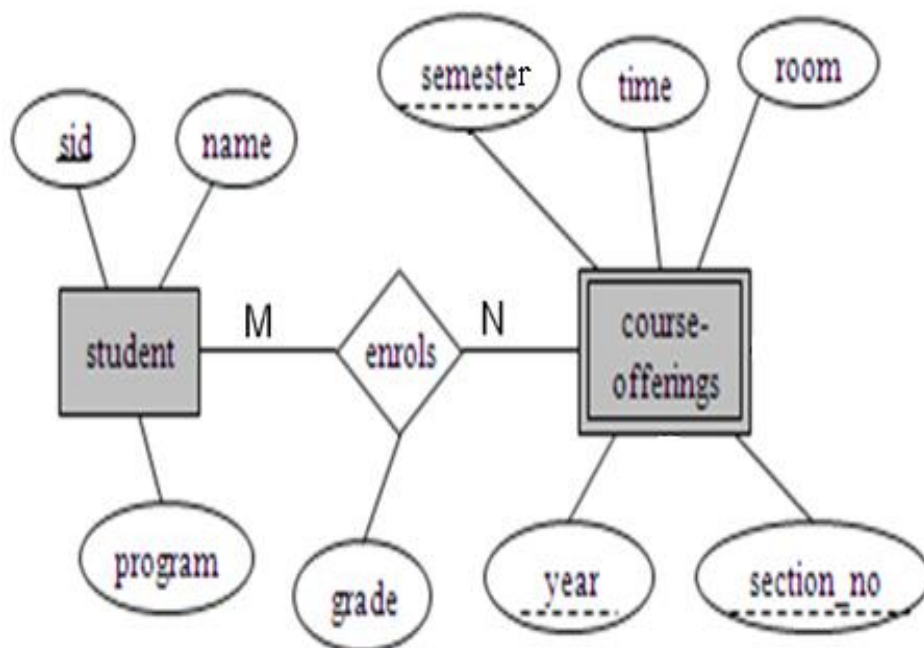 semester
time
room
sid
name
M
N
student
enrols
course-
offerings
program
grade
year
section_no